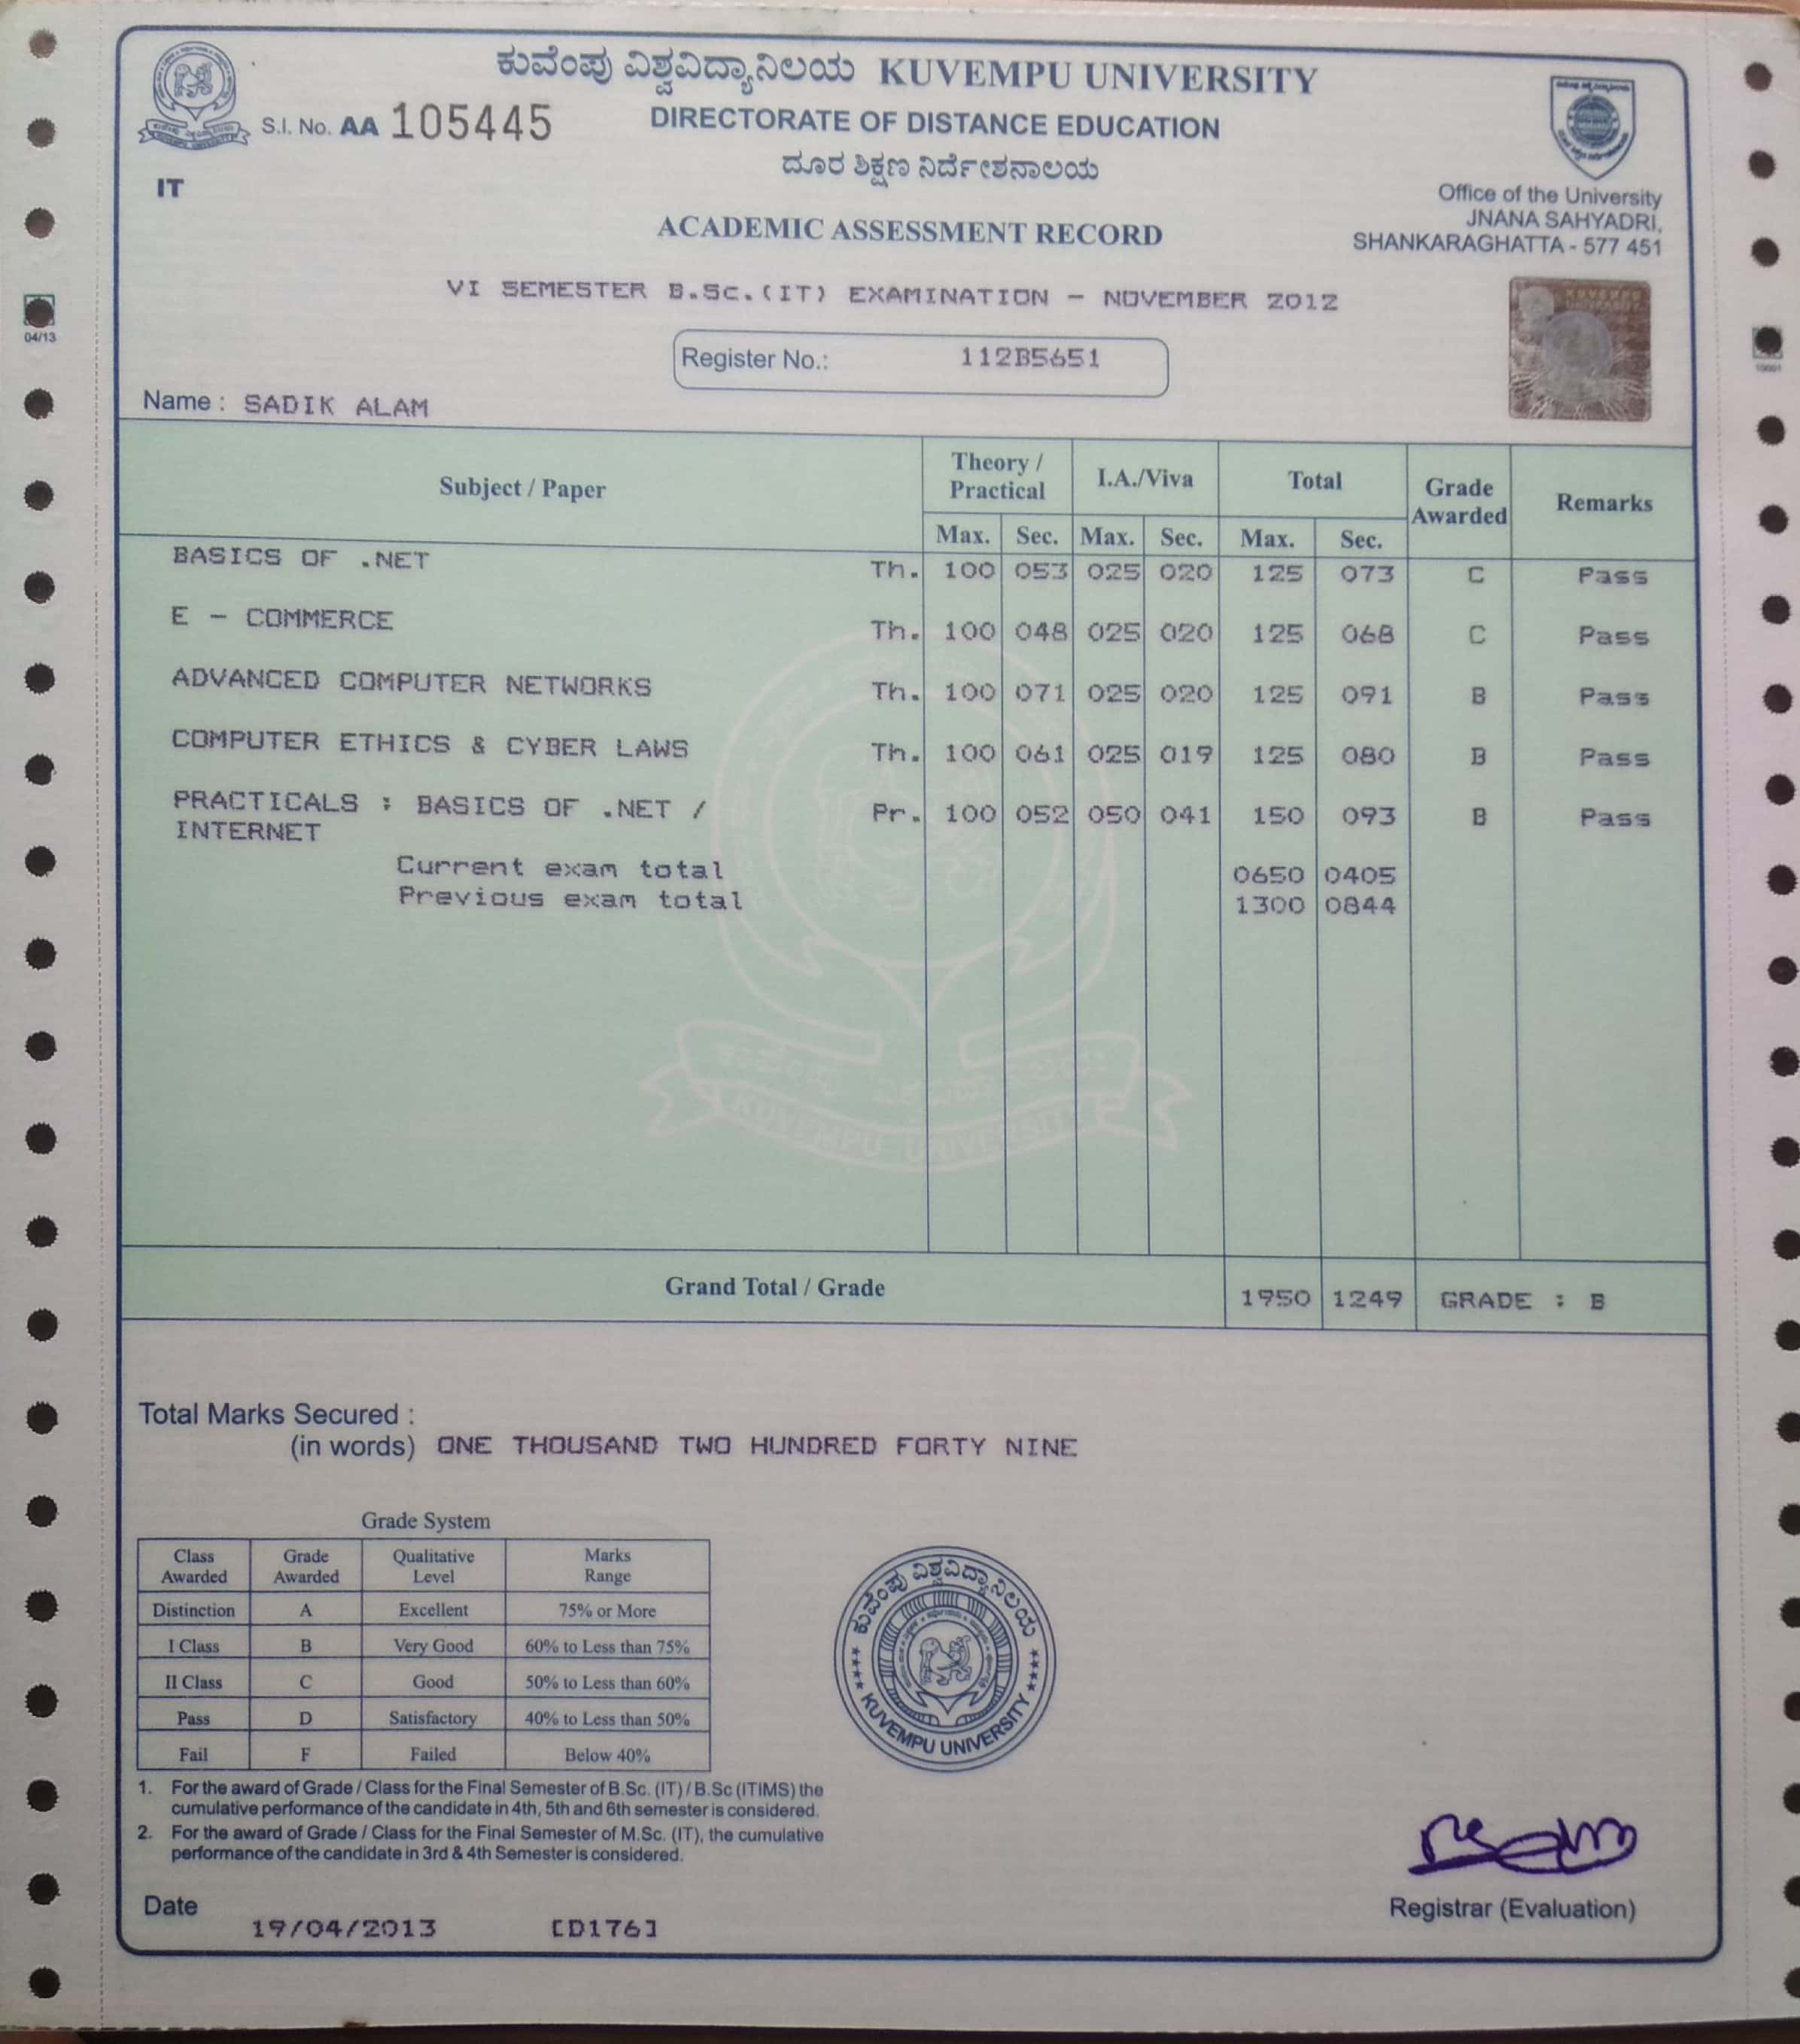 ಕುವೆಂಪು ವಿಶ್ವವಿದ್ಯಾನಿಲಯ KUVEMPU UNIVERSITY
S.I. No. AA 105445
DIRECTORATE OF DISTANCE EDUCATION
ದೂರ ಶಿಕ್ಷಣ ನಿರ್ದೇಶನಾಲಯ
IT
Office of the University
JNANA SAHYADRI,
SHANKARAGHATTA - 577 451
ACADEMIC ASSESSMENT RECORD
VI SEMESTER B.Sc.(IT) EXAMINATION - NOVEMBER 2012
04/13
Register No.: 112B5651
Name : SADIK ALAM
Subject / Paper Theory / Practical I.A./Viva Total Grade Awarded Remarks
Max. Sec. Max. Sec. Max. Sec.
BASICS OF .NET Th. 100 053 025 020 125 073 C Pass
E - COMMERCE Th. 100 048 025 020 125 068 C Pass
ADVANCED COMPUTER NETWORKS Th. 100 071 025 020 125 091 B Pass
COMPUTER ETHICS & CYBER LAWS Th. 100 061 025 019 125 080 B Pass
PRACTICALS : BASICS OF .NET / Pr. 100 052 050 041 150 093 B Pass
INTERNET
Current exam total 0650 0405
Previous exam total 1300 0844
KUVEMPU UNIVERSITY
Grand Total / Grade 1950 1249 GRADE : B
Total Marks Secured :
(in words) ONE THOUSAND TWO HUNDRED FORTY NINE
Grade System
Class Awarded Grade Awarded Qualitative Level Marks Range
Distinction A Excellent 75% or More
I Class B Very Good 60% to Less than 75%
II Class C Good 50% to Less than 60%
Pass D Satisfactory 40% to Less than 50%
Fail F Failed Below 40%
ಕುವೆಂಪು ವಿಶ್ವವಿದ್ಯಾನಿಲಯ
KUVEMPU UNIVERSITY
1. For the award of Grade / Class for the Final Semester of B.Sc. (IT) / B.Sc (ITIMS) the
cumulative performance of the candidate in 4th, 5th and 6th semester is considered.
2. For the award of Grade / Class for the Final Semester of M.Sc. (IT), the cumulative
performance of the candidate in 3rd & 4th Semester is considered.
Date
19/04/2013 [D176]
Registrar (Evaluation)